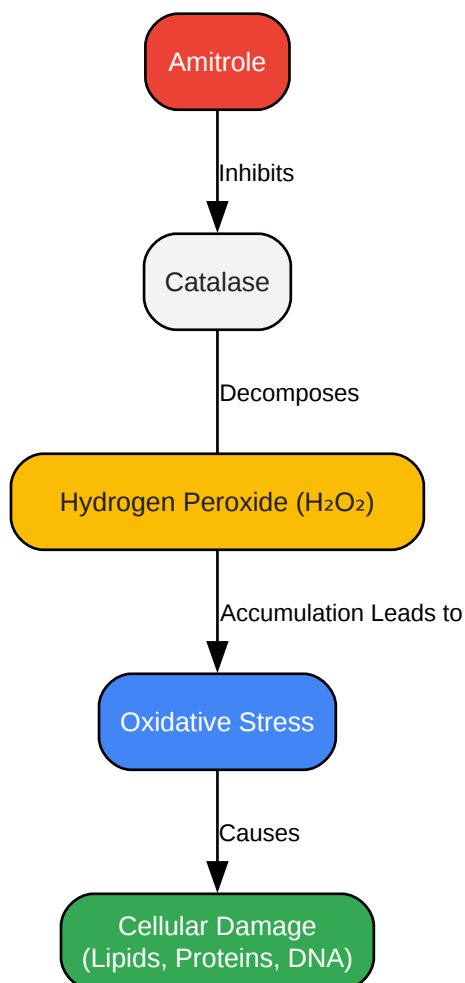 Amitrole
Inhibits
Catalase
Decomposes
Hydrogen Peroxide (H₂O₂)
Accumulation Leads to
Oxidative Stress
Causes
Cellular Damage
(Lipids, Proteins, DNA)